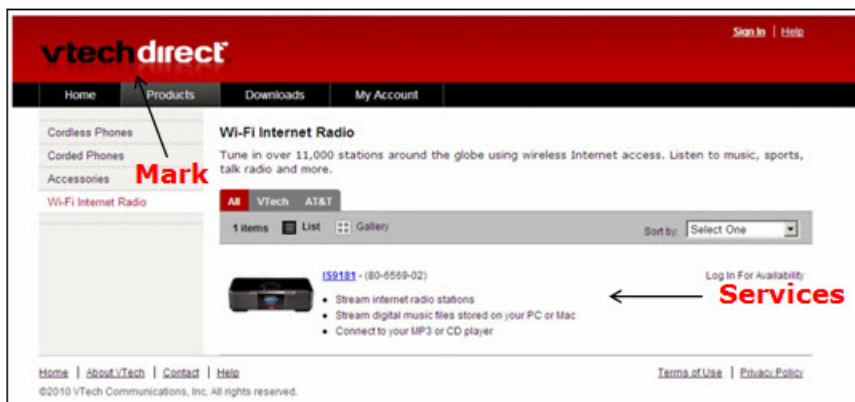 Sign In | Help
vtechdirect
Home Products Downloads My Account
Cordless Phones
Corded Phones
Accessories
Wi-Fi Internet Radio
Mark
Wi-Fi Internet Radio
Tune in over 11,000 stations around the globe using wireless Internet access. Listen to music, sports,
talk radio and more.
All VTech AT&T
1 items List Gallery Sort by: Select One
IS9181 - (80-6569-02) Log In For Availability
• Stream internet radio stations
• Stream digital music files stored on your PC or Mac
• Connect to your MP3 or CD player
Services
Home | About VTech | Contact | Help Terms of Use | Privacy Policy
©2010 VTech Communications, Inc. All rights reserved.